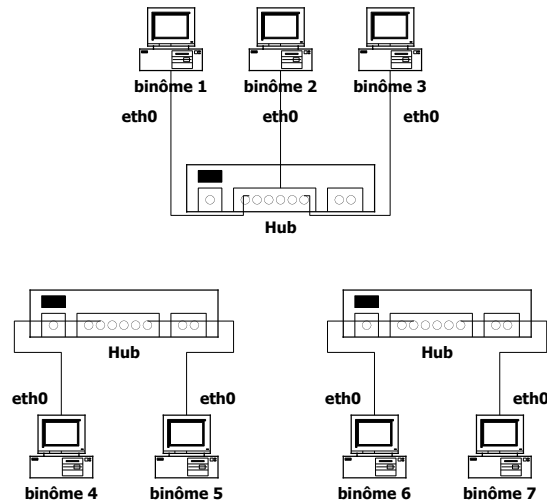 binôme 1 binôme 2 binôme 3
eth0 eth0 eth0
Hub
Hub Hub
eth0 eth0 eth0 eth0
binôme 4 binôme 5 binôme 6 binôme 7